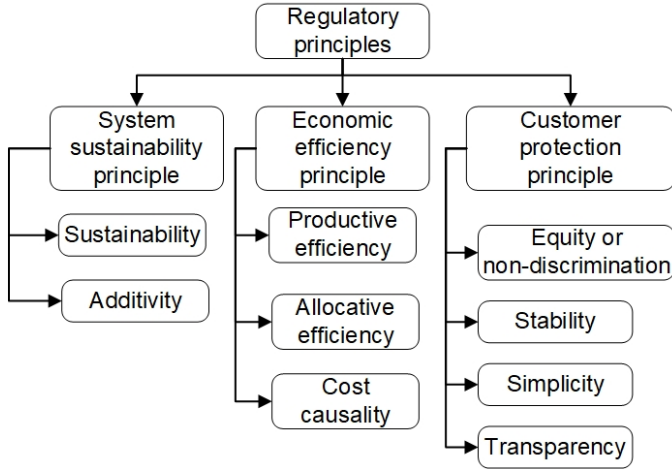 Regulatory
principles
System
sustainability
principle
Sustainability
Additivity
Economic
efficiency
principle
Productive
efficiency
Allocative
efficiency
Cost
causality
Customer
protection
principle
Equity or
non-discrimination
Stability
Simplicity
Transparency